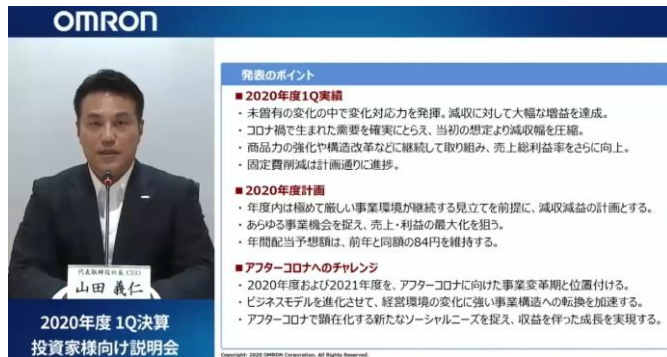 OMRON
発表のポイント
■2020年度1Q実績
・未曽有の変化の中で変化対応力を発揮。減収に対して大幅な増益を達成。
・コロナ禍で生まれた需要を確実にとらえ、当初の想定より減収幅を圧縮。
・商品力の強化や構造改革などに継続して取り組み、売上総利益率をさらに向上。
・固定費削減は計画通りに進捗。
■2020年度計画
・年度内は極めて厳しい事業環境が継続する見立てを前提に、減収減益の計画とする。
・あらゆる事業機会を捉え、売上・利益の最大化を狙う。
・年間配当予想額は、前年と同額の84円を維持する。
■アフターコロナへのチャレンジ
・2020年度および2021年度を、アフターコロナに向けた事業変革期と位置付ける。
・ビジネスモデルを進化させて、経営環境の変化に強い事業構造への転換を加速する。
・アフターコロナで顕在化する新たなソーシャルニーズを捉え、収益を伴った成長を実現する。
代表取締役社長 CEO
山田 義仁
2020年度 1Q決算
投資家様向け説明会
Copyright: 2020 OMRON Corporation. All Rights Reserved.